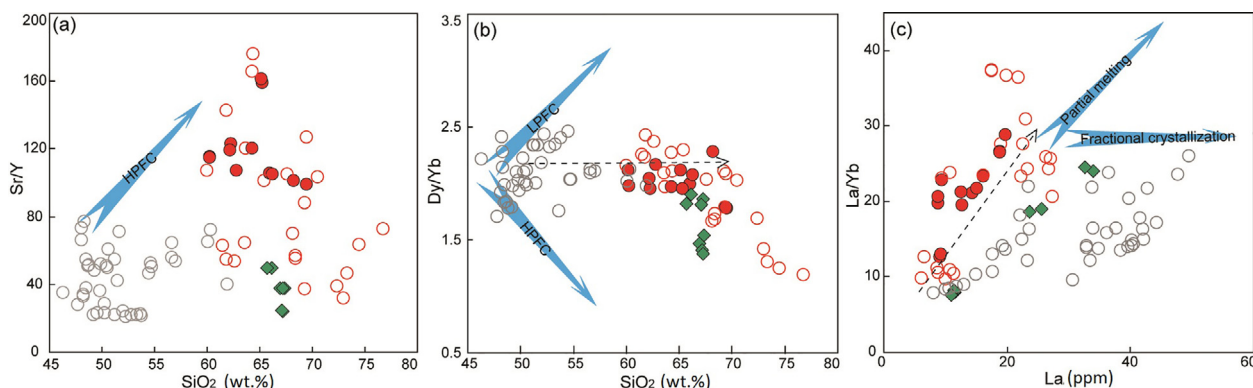 (a)
200
160
120
80
40
0
Sr/Y
HPFC
45
50
55
60
65
70
75
80
SiO2 (wt.%)
(b)
3.5
2.5
1.5
0.5
Dy/Yb
LPFC
HPFC
45
50
55
60
65
70
75
80
SiO2 (wt.%)
(c)
40
30
20
10
0
La/Yb
Partial melting
Fractional crystallization
0
20
40
60
La (ppm)